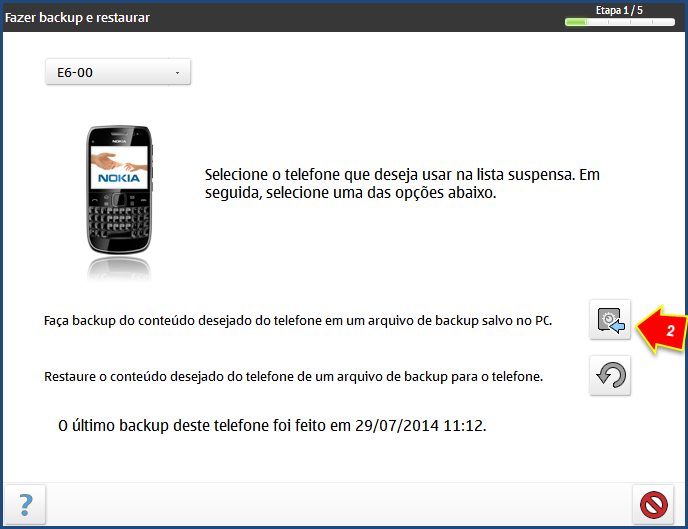 Fazer backup e restaurar
Etapa 1 / 5
E6-00
NOKIA
NOKIA
Selecione o telefone que deseja usar na lista suspensa. Em
seguida, selecione uma das opções abaixo.
Faça backup do conteúdo desejado do telefone em um arquivo de backup salvo no PC.
2
Restaure o conteúdo desejado do telefone de um arquivo de backup para o telefone.
O último backup deste telefone foi feito em 29/07/2014 11:12.
?